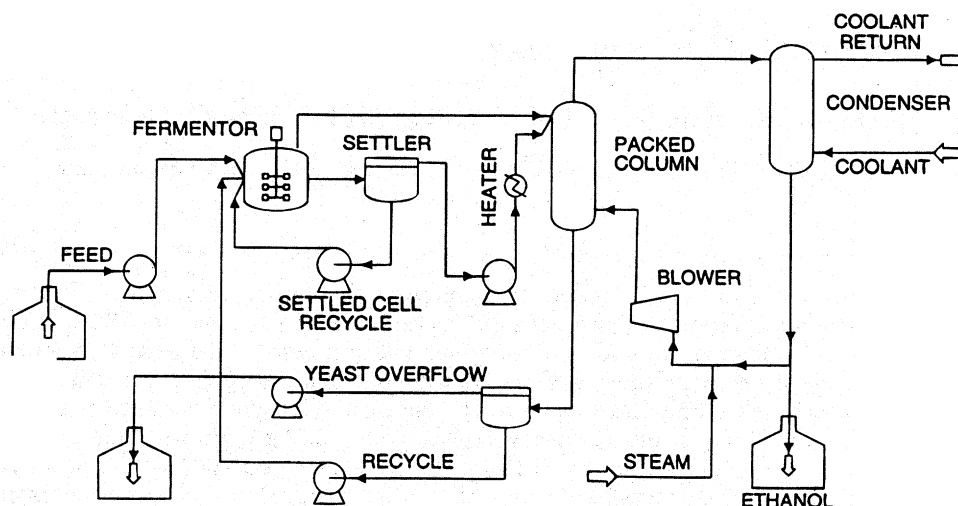 COOLANT
RETURN
FERMENTOR
SETTLER
CONDENSER
PACKED
COLUMN
HEATER
COOLANT
FEED
BLOWER
SETTLED CELL
RECYCLE
YEAST OVERFLOW
RECYCLE
STEAM
ETHANOL